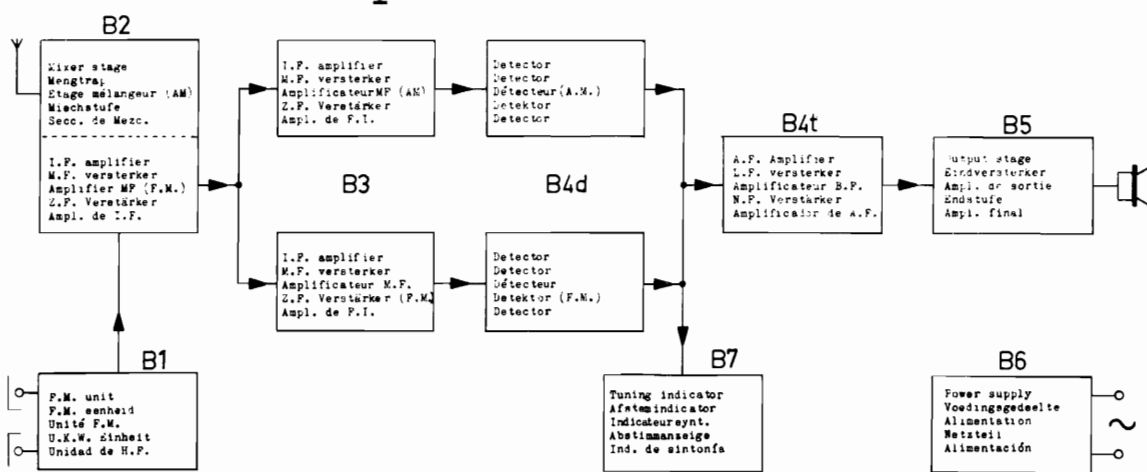 B2
Mixer stage
Mengtrap
Etage mélangeur (AM)
Mischstufe
Secc. de Mezc.
I.F. amplifier
M.F. versterker
Amplifier MF (F.M.)
Z.F. Verstärker
Ampl. de I.F.
I.F. amplifier
M.F. versterker
Amplificateur MF (AM)
Z.F. Verstärker
Ampl. de F.I.
Detector
Detector
Détecteur (A.M.)
Detektor
Detector
B3
B4d
I.F. amplifier
M.F. versterker
Amplificateur M.F.
Z.F. Verstärker (F.M.)
Ampl. de F.I.
Detector
Detector
Détecteur
Detektor (F.M.)
Detector
B4t
A.F. Amplifier
L.F. versterker
Amplificateur B.F.
N.F. Verstärker
Amplificator de A.F.
B5
Output stage
Eindversterker
Ampl. de sortie
Endstufe
Ampl. final
B1
F.M. unit
F.M. eenheid
Unité F.M.
U.K.W. Einheit
Unidad de H.F.
B7
Tuning indicator
Afstemindicator
Indicateur synt.
Abstimmanzeige
Ind. de sintonía
B6
Power supply
Voedingsgedeelte
Alimentation
Netzteil
Alimentación
~